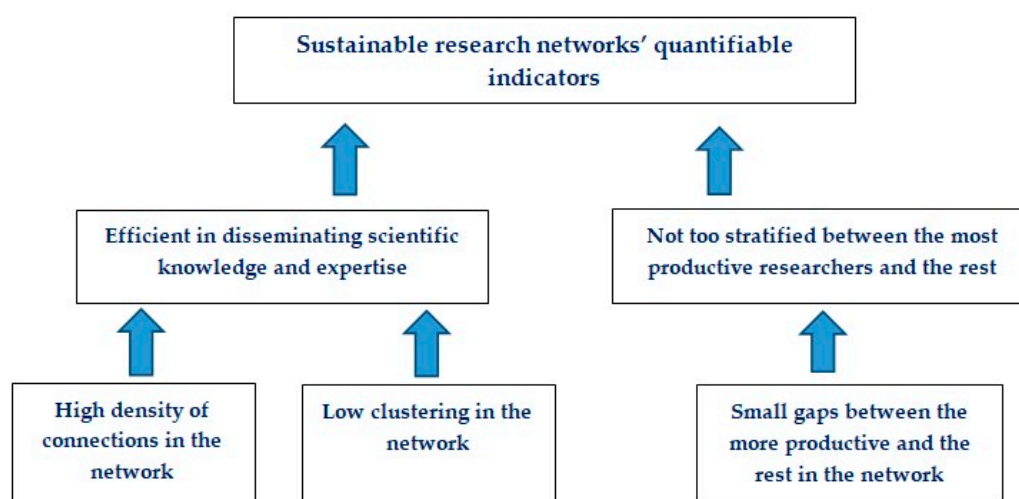 Sustainable research networks’ quantifiable
indicators
Efficient in disseminating scientific
knowledge and expertise
Not too stratified between the most
productive researchers and the rest
High density of
connections in the
network
Low clustering in the
network
Small gaps between the
more productive and the
rest in the network